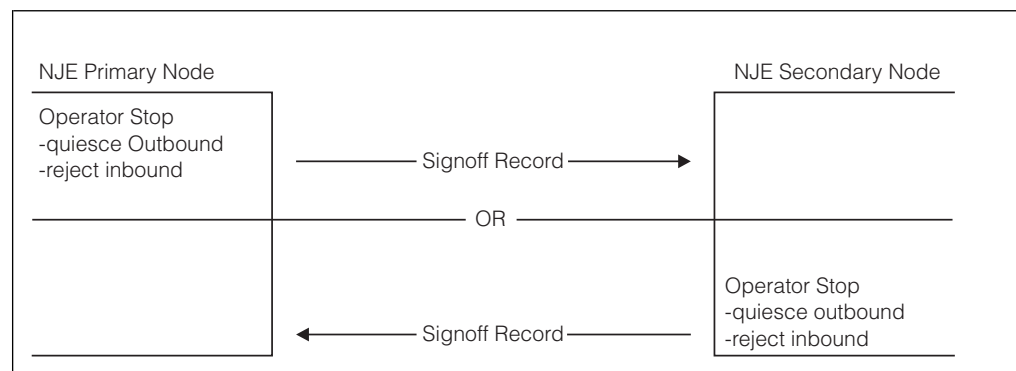 NJE Primary Node
NJE Secondary Node
Operator Stop
-quiesce Outbound
-reject inbound
Signoff Record
OR
Operator Stop
-quiesce outbound
-reject inbound
Signoff Record